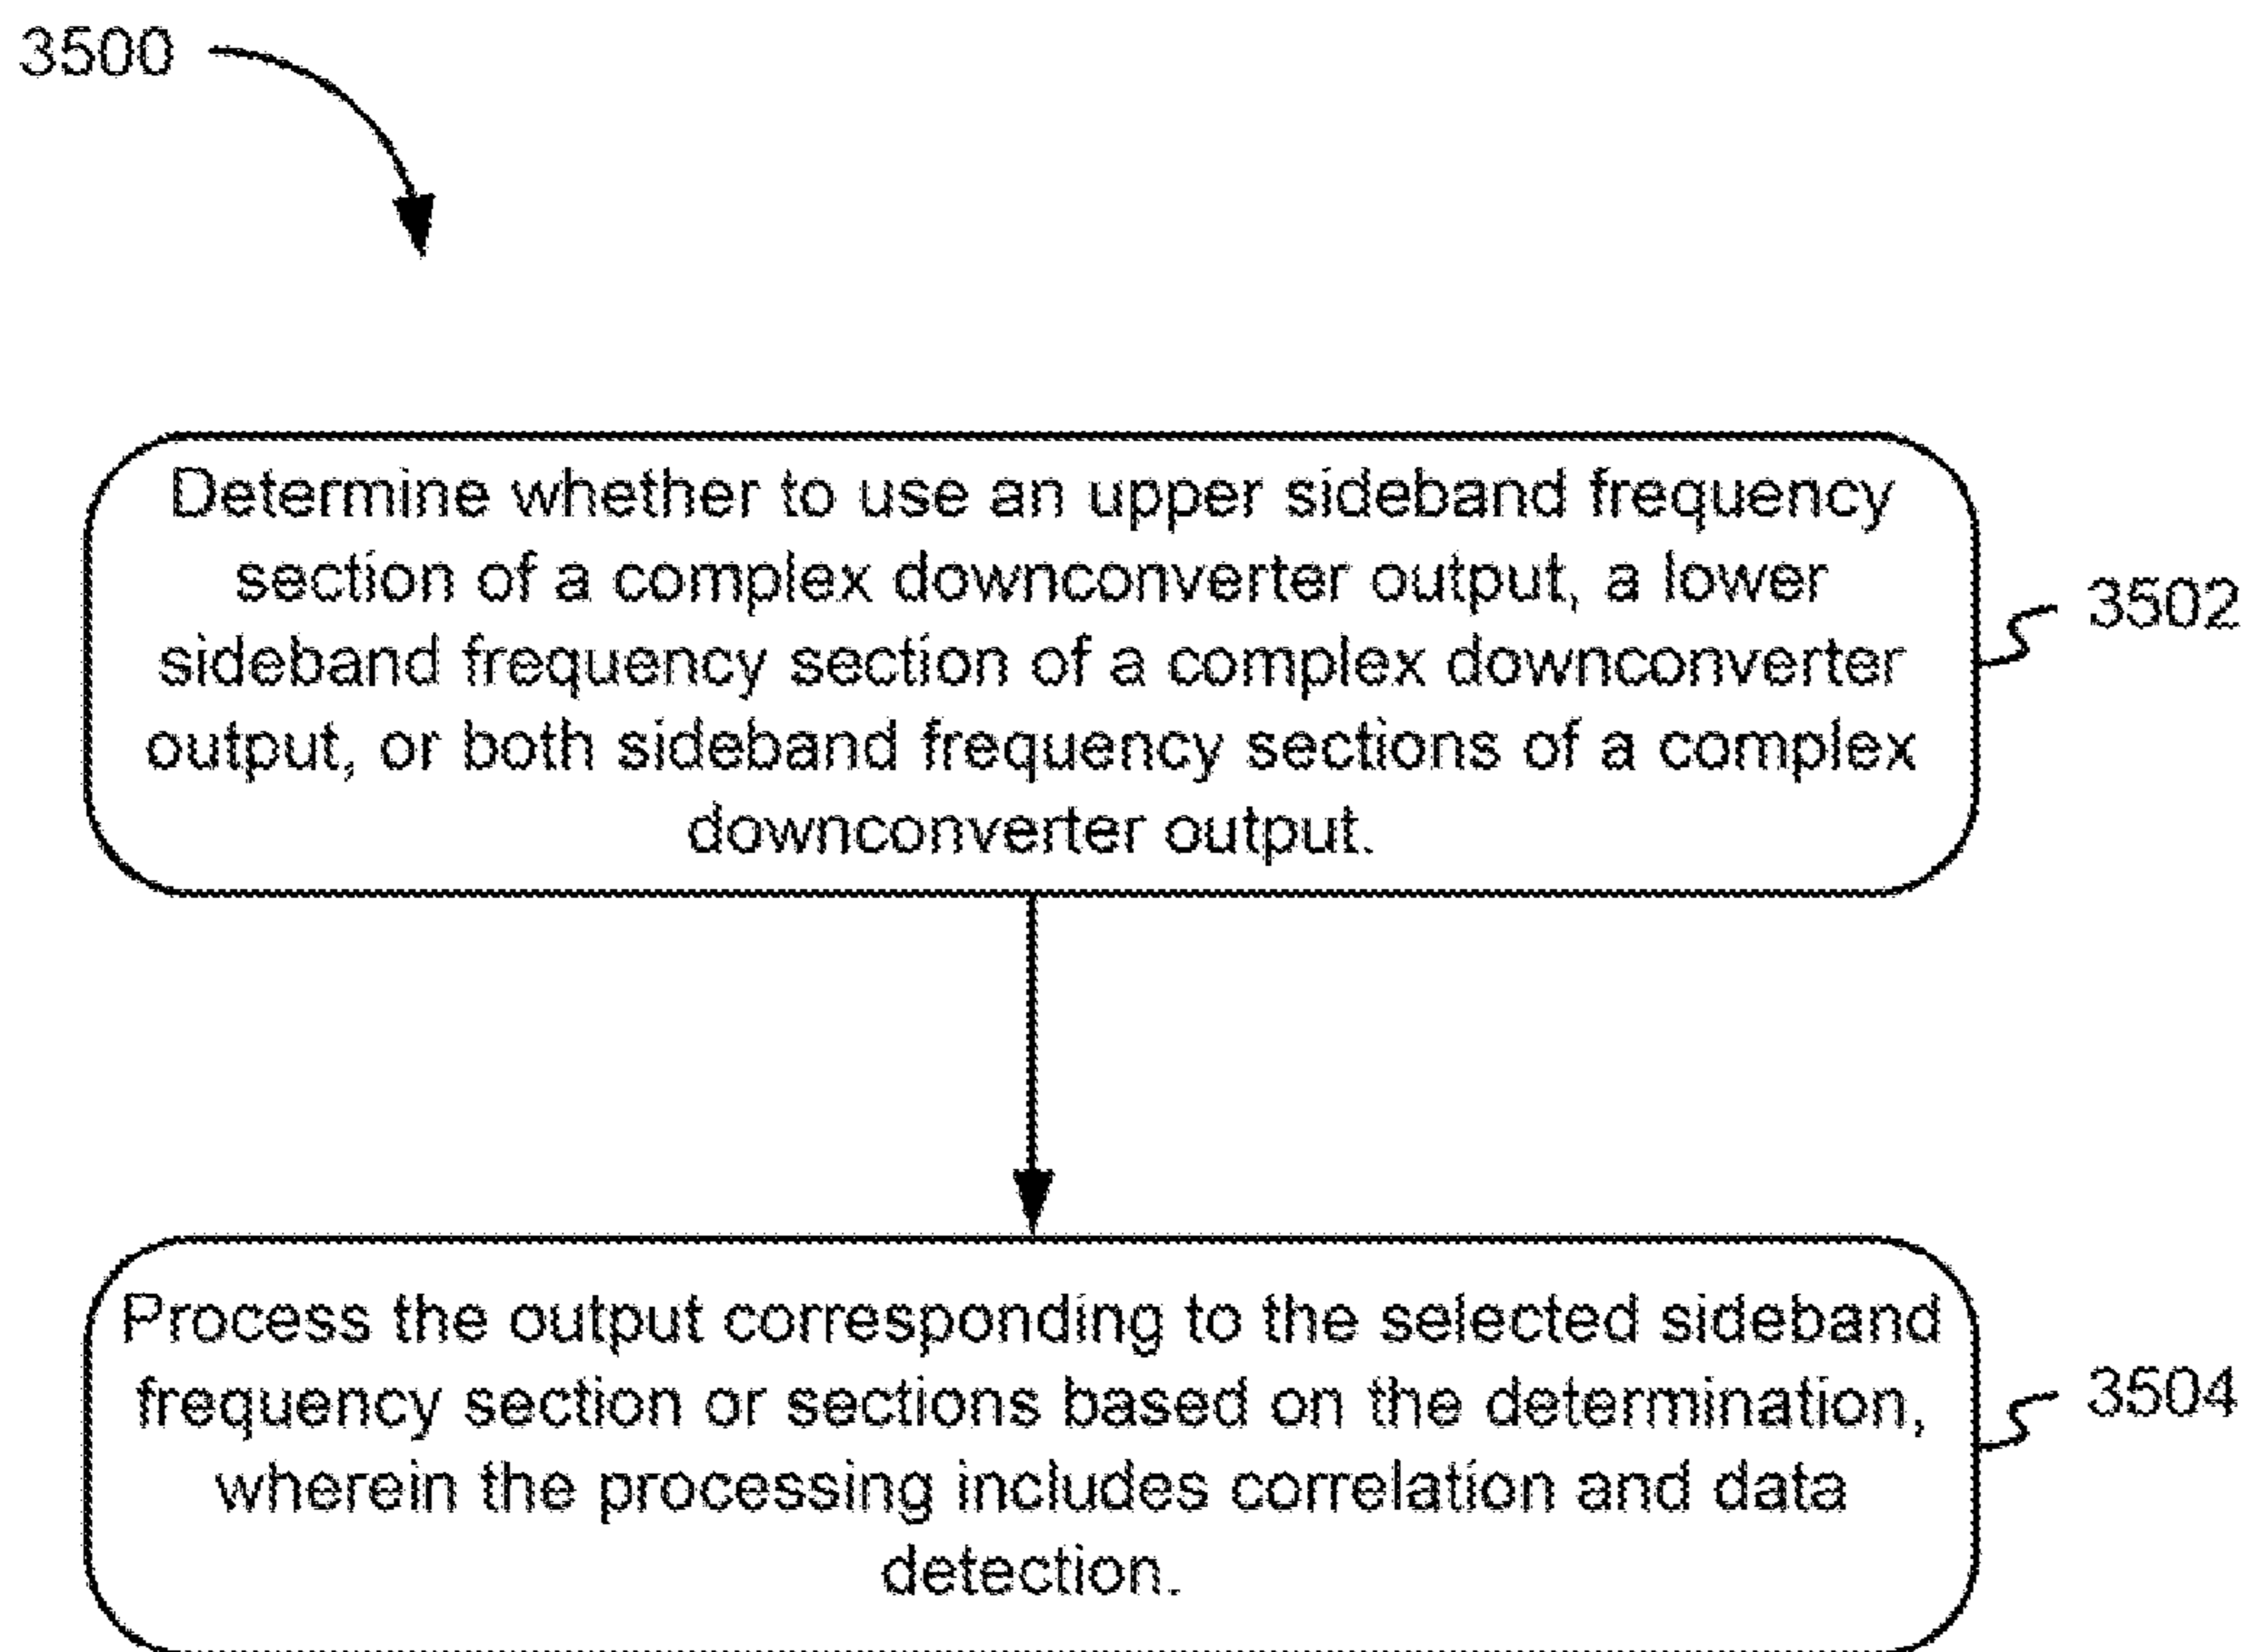 3500
Determine whether to use an upper sideband frequency
section of a complex downconverter output, a lower
sideband frequency section of a complex downconverter
output, or both sideband frequency sections of a complex
downconverter output.
3502
Process the output corresponding to the selected sideband
frequency section or sections based on the determination,
wherein the processing includes correlation and data
detection.
3504